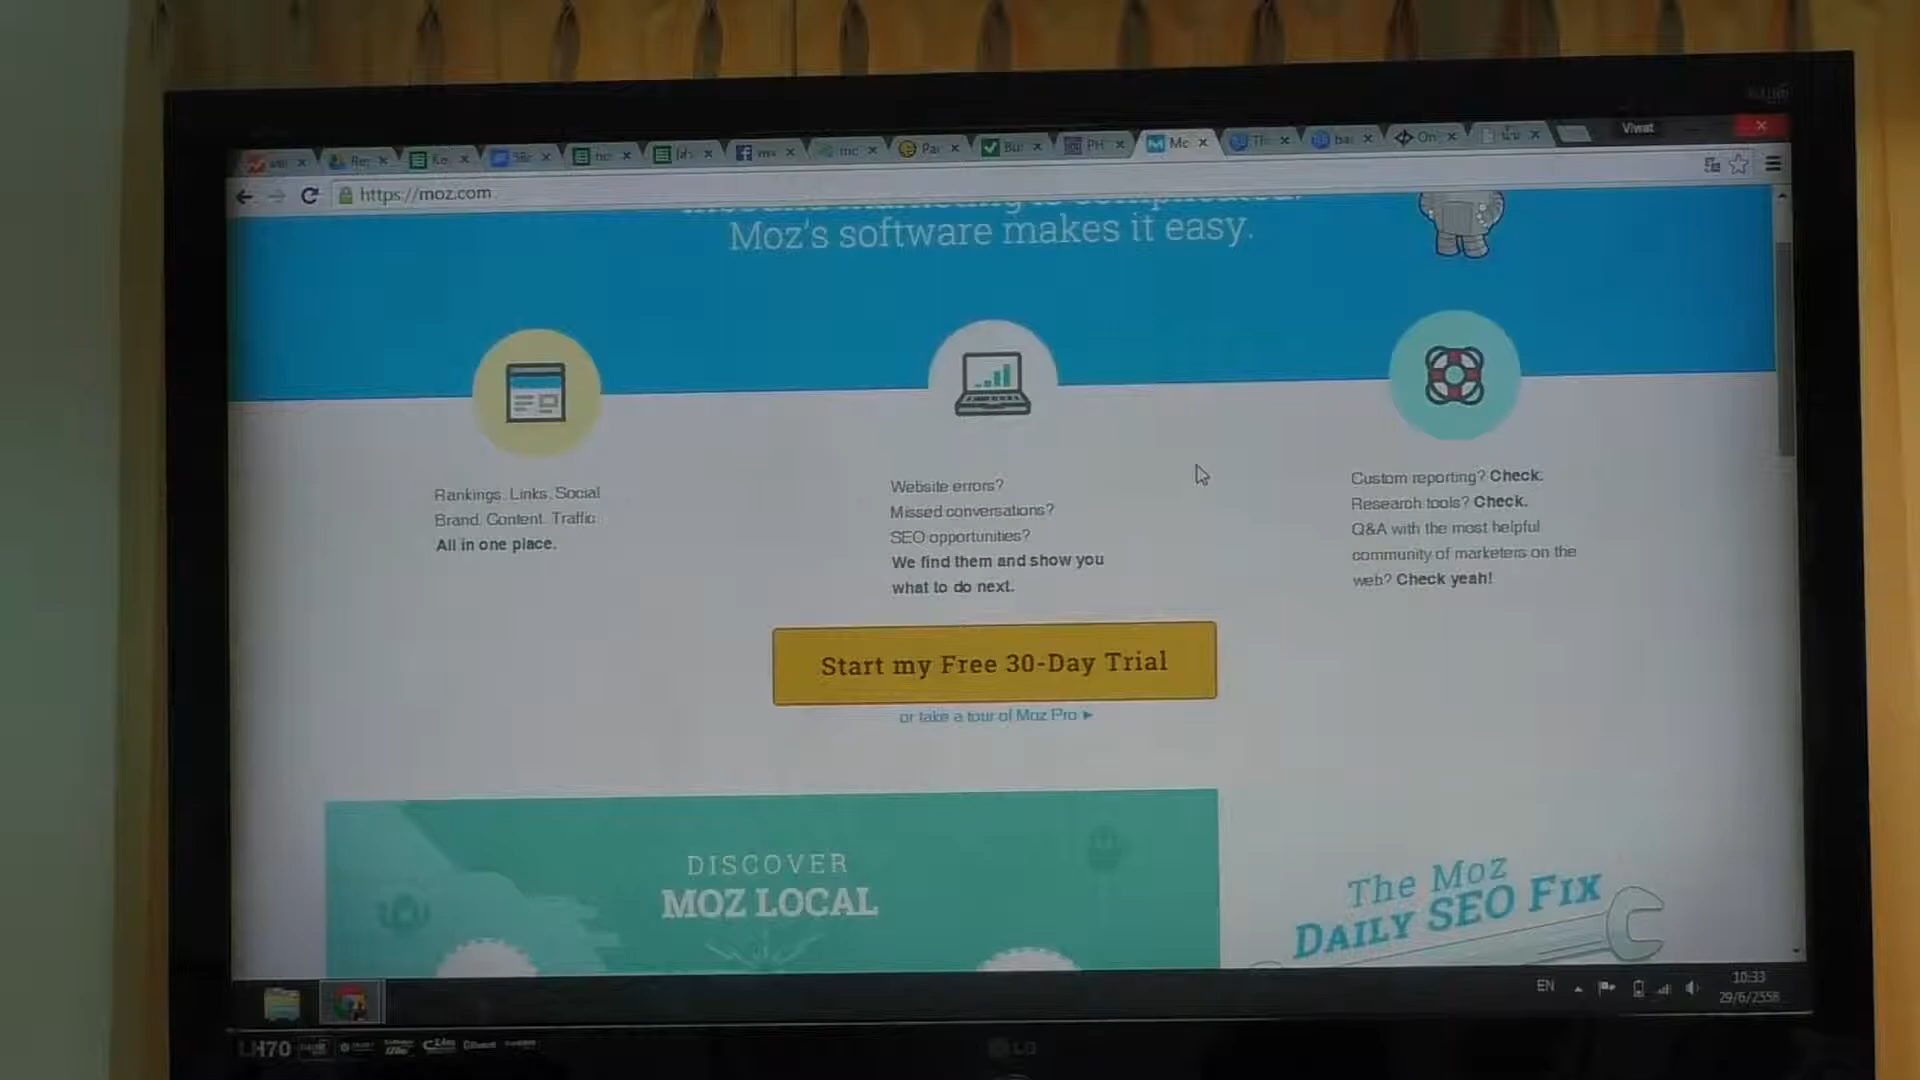 Viwat
https://moz.com
Moz's software makes it easy.
Rankings. Links. Social
Brand. Content. Traffic.
All in one place.
Website errors?
Missed conversations?
SEO opportunities?
We find them and show you
what to do next.
Custom reporting? Check.
Research tools? Check.
Q&A with the most helpful
community of marketers on the
web? Check yeah!
Start my Free 30-Day Trial
or take a tour of Moz Pro ►
DISCOVER
MOZ LOCAL
The Moz
DAILY SEO FIX
EN
10:33
29/6/2558
LH70
LG